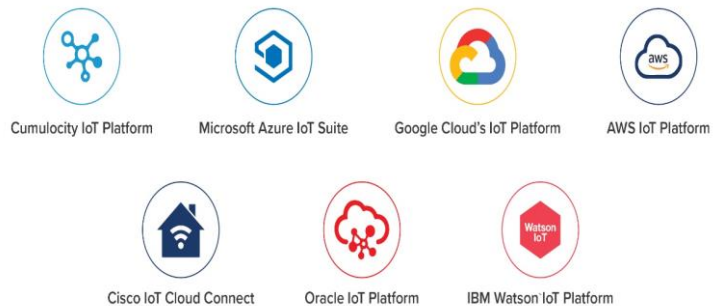 aws
Cumulocity IoT Platform
Microsoft Azure IoT Suite
Google Cloud's IoT Platform
AWS IoT Platform
Watson
IoT
Cisco IoT Cloud Connect
Oracle IoT Platform
IBM Watson IoT Platform